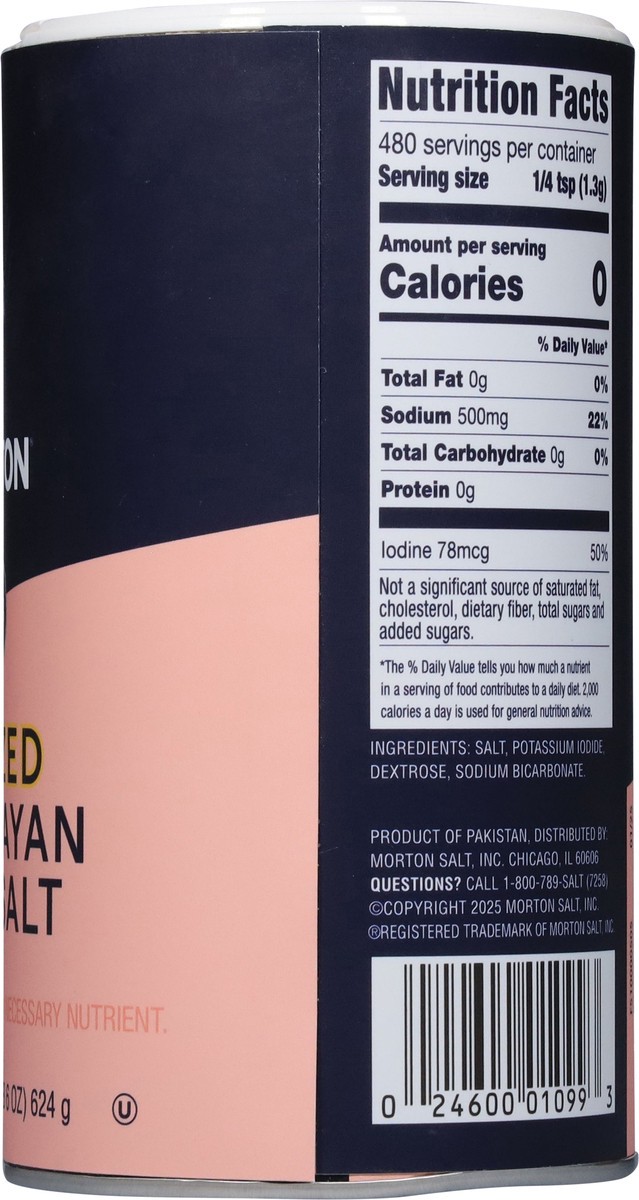 ON
ED
AYAN
ALT
NECESSARY NUTRIENT.
6 OZ) 624 g
U
Nutrition Facts
480 servings per container
Serving size 1/4 tsp (1.3g)
Amount per serving
Calories 0
% Daily Value*
Total Fat 0g 0%
Sodium 500mg 22%
Total Carbohydrate 0g 0%
Protein 0g
Iodine 78mcg 50%
Not a significant source of saturated fat,
cholesterol, dietary fiber, total sugars and
added sugars.
*The % Daily Value tells you how much a nutrient
in a serving of food contributes to a daily diet. 2,000
calories a day is used for general nutrition advice.
INGREDIENTS: SALT, POTASSIUM IODIDE,
DEXTROSE, SODIUM BICARBONATE.
PRODUCT OF PAKISTAN, DISTRIBUTED BY:
MORTON SALT, INC. CHICAGO, IL 60606
QUESTIONS? CALL 1-800-789-SALT (7258)
©COPYRIGHT 2025 MORTON SALT, INC.
®REGISTERED TRADEMARK OF MORTON SALT, INC.
0 24600 01099 3